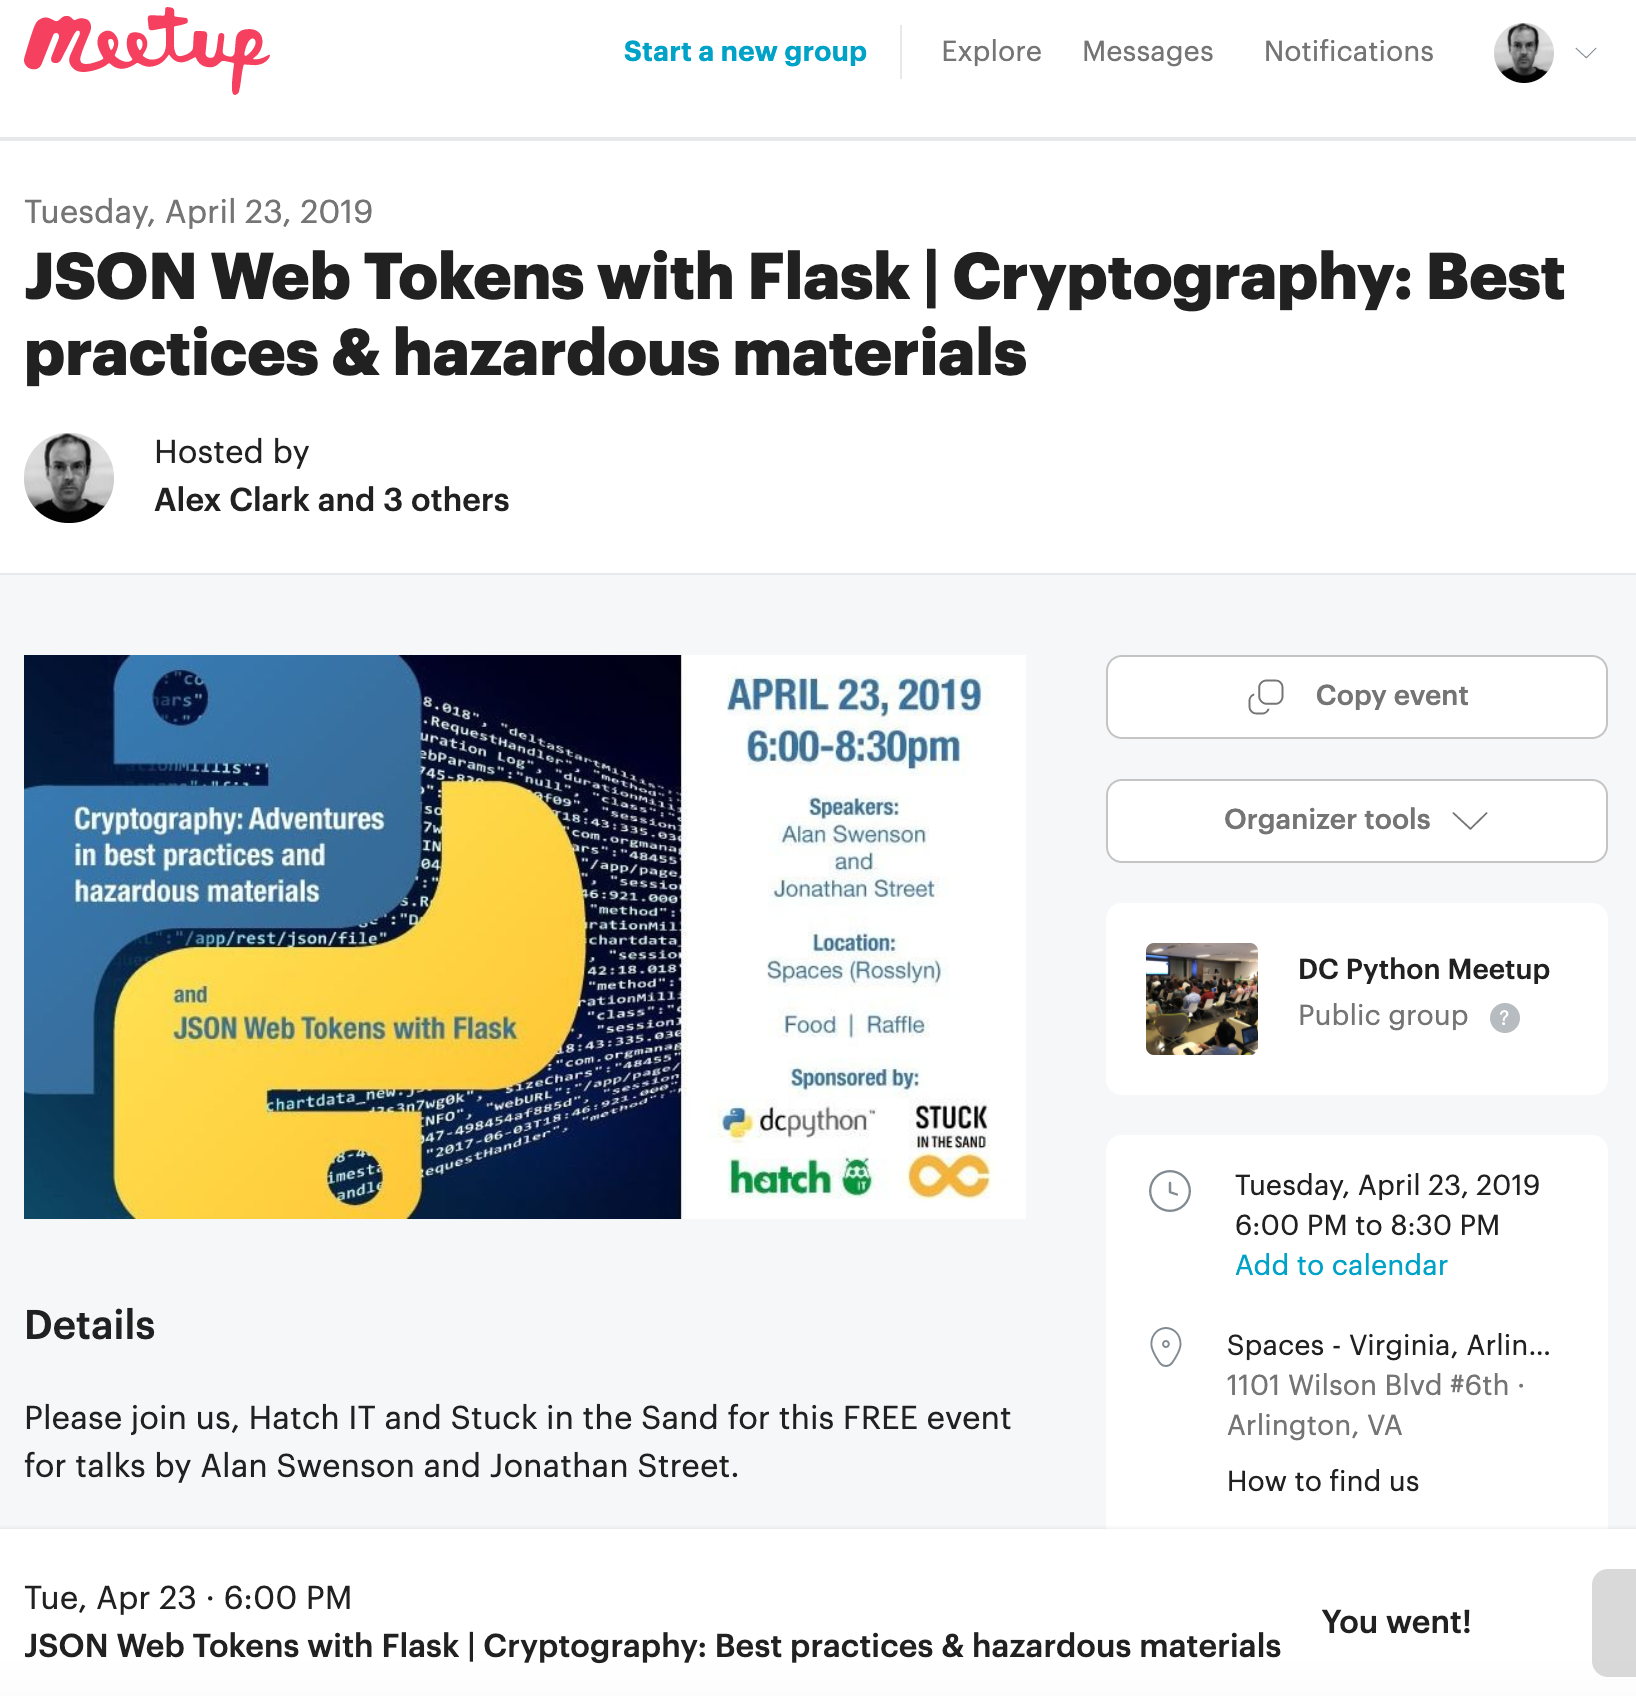 Meetup
Start a new group
Explore
Messages
Notifications
Tuesday, April 23, 2019
JSON Web Tokens with Flask | Cryptography: Best
practices & hazardous materials
Hosted by
Alex Clark and 3 others
Cryptography: Adventures
in best practices and
hazardous materials
"/app/rest/json/file"
and
JSON Web Tokens with Flask
APRIL 23, 2019
6:00-8:30pm
Speakers:
Alan Swenson
and
Jonathan Street
Location:
Spaces (Rosslyn)
Food | Raffle
Sponsored by:
dcpython™
STUCK
IN THE SAND
hatch IT
Copy event
Organizer tools
DC Python Meetup
Public group ?
Tuesday, April 23, 2019
6:00 PM to 8:30 PM
Add to calendar
Spaces - Virginia, Arlin...
1101 Wilson Blvd #6th ·
Arlington, VA
How to find us
Details
Please join us, Hatch IT and Stuck in the Sand for this FREE event
for talks by Alan Swenson and Jonathan Street.
Tue, Apr 23 · 6:00 PM
JSON Web Tokens with Flask | Cryptography: Best practices & hazardous materials
You went!